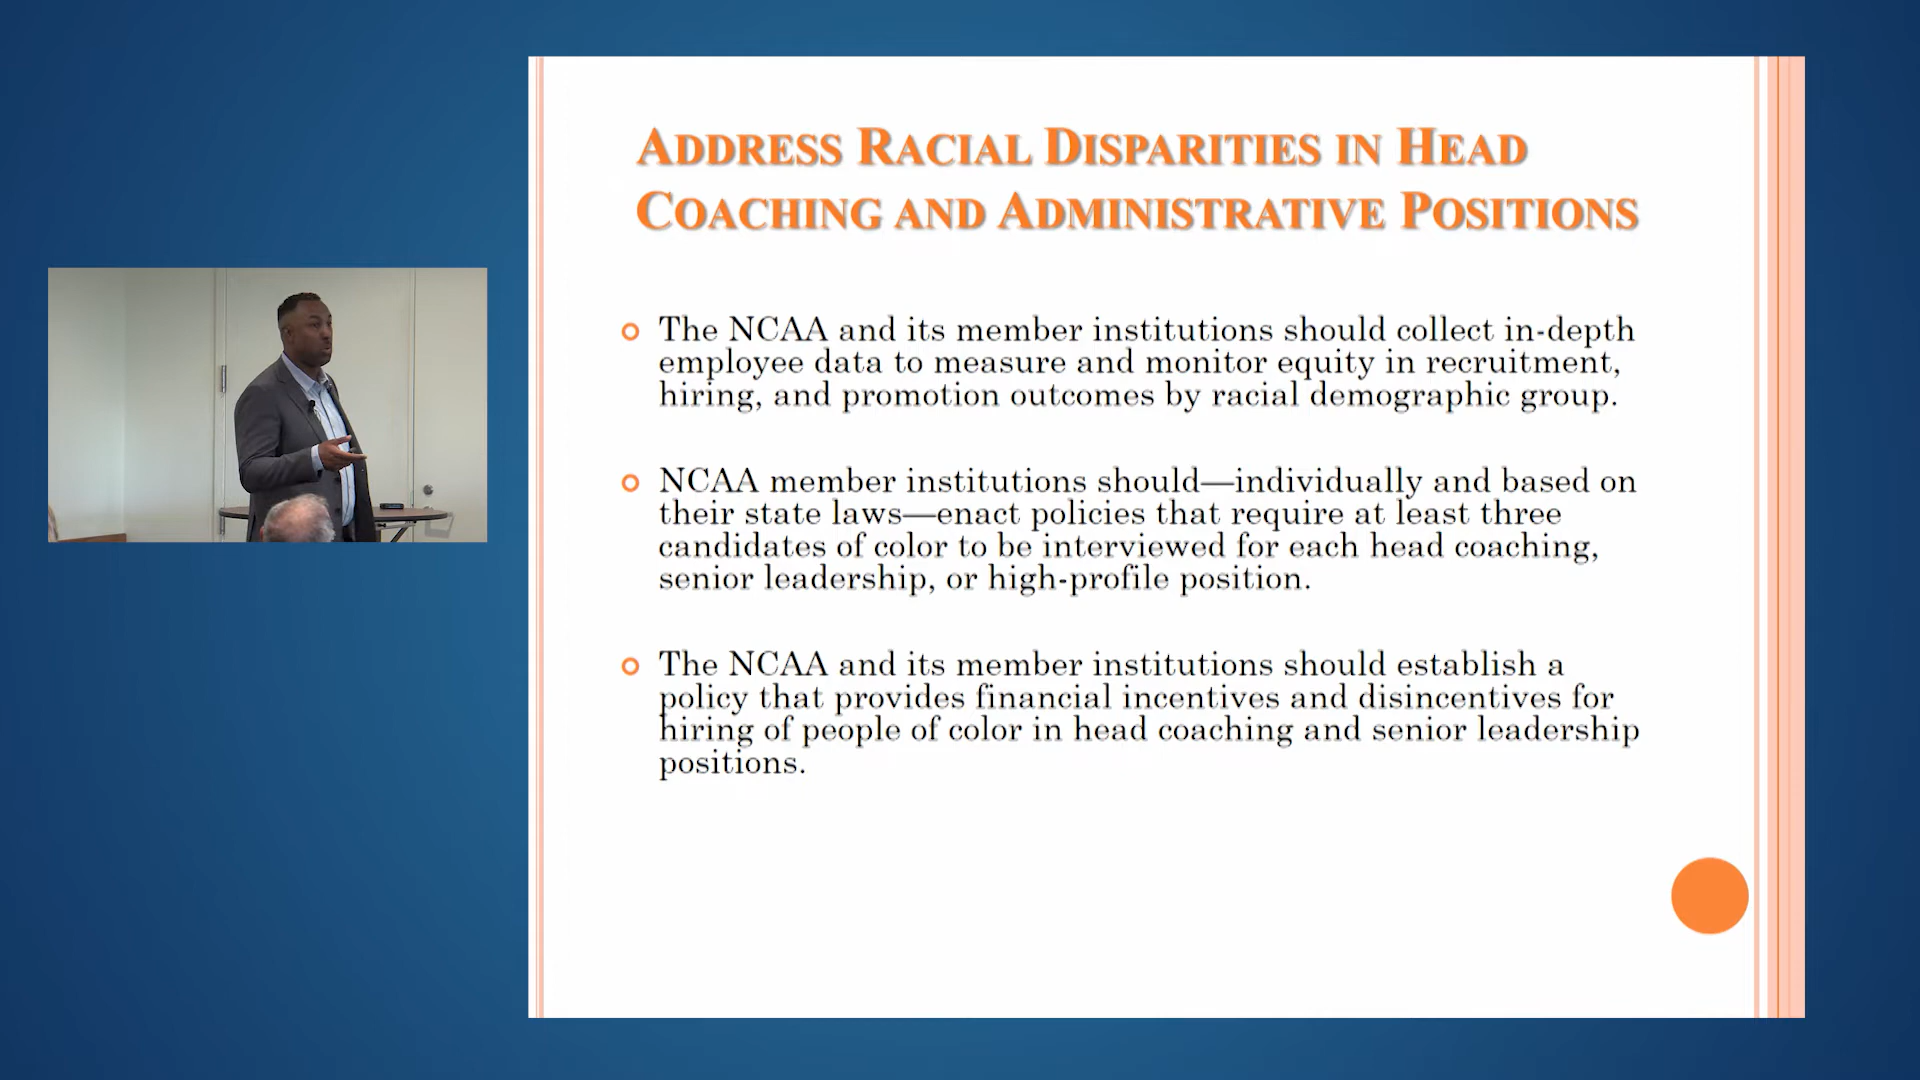 ADDRESS RACIAL DISPARITIES IN HEAD
COACHING AND ADMINISTRATIVE POSITIONS
The NCAA and its member institutions should collect in-depth
employee data to measure and monitor equity in recruitment,
hiring, and promotion outcomes by racial demographic group.
NCAA member institutions should—individually and based on
their state laws—enact policies that require at least three
candidates of color to be interviewed for each head coaching,
senior leadership, or high-profile position.
The NCAA and its member institutions should establish a
policy that provides financial incentives and disincentives for
hiring of people of color in head coaching and senior leadership
positions.